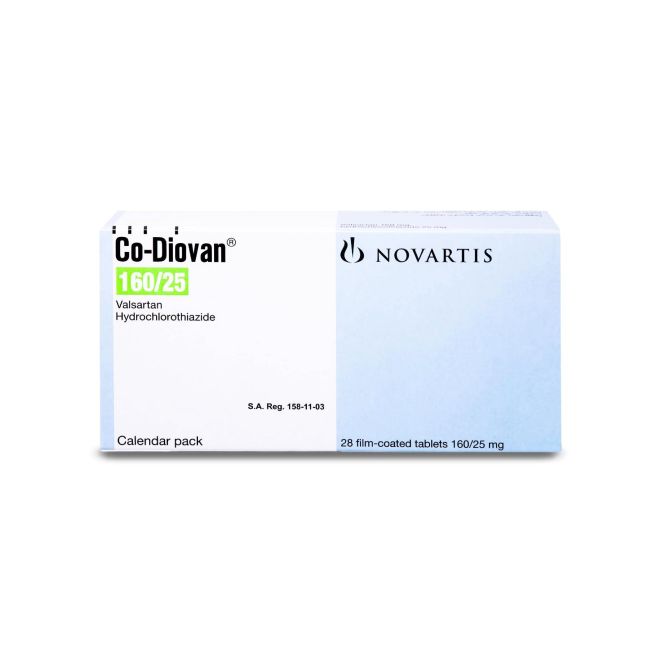 Co-Diovan®
160/25
Valsartan
Hydrochlorothiazide
S.A. Reg. 158-11-03
Calendar pack
NOVARTIS
28 film-coated tablets 160/25 mg